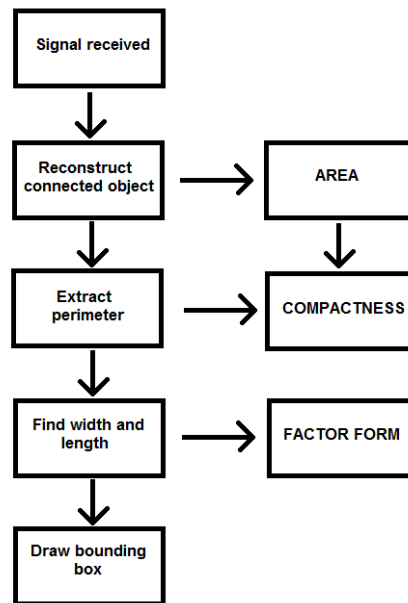 Signal received
Reconstruct
connected object
AREA
Extract
perimeter
COMPACTNESS
Find width and
length
FACTOR FORM
Draw bounding
box